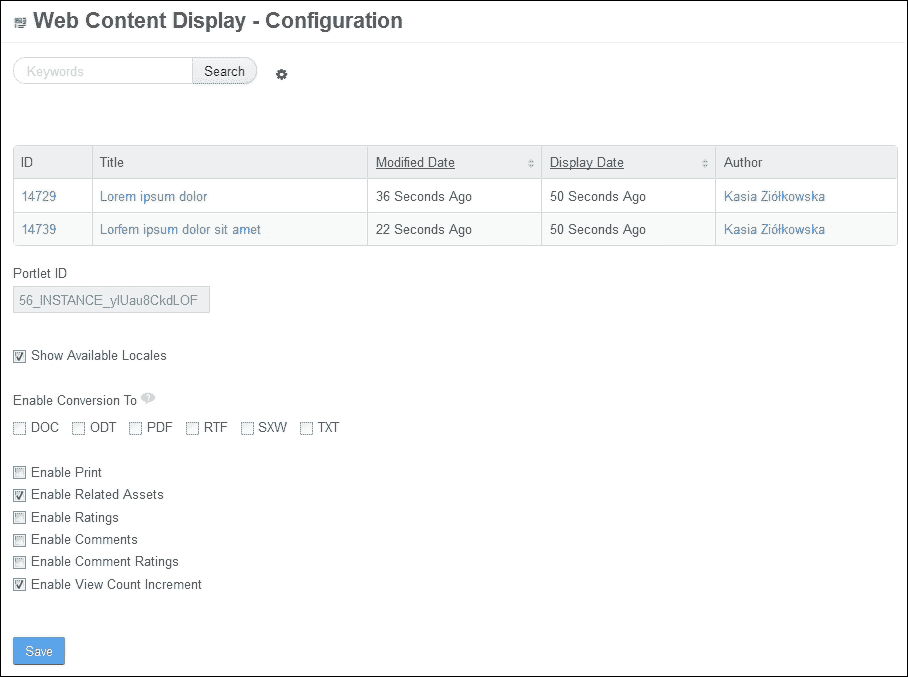 Web Content Display - Configuration
Keywords Search
ID Title Modified Date Display Date Author
14729 Lorem ipsum dolor 36 Seconds Ago 50 Seconds Ago Kasia Ziółkowska
14739 Lorfem ipsum dolor sit amet 22 Seconds Ago 50 Seconds Ago Kasia Ziółkowska
Portlet ID
56_INSTANCE_ylUau8CkdLOF
Show Available Locales
Enable Conversion To ?
DOC ODT PDF RTF SXW TXT
Enable Print
Enable Related Assets
Enable Ratings
Enable Comments
Enable Comment Ratings
Enable View Count Increment
Save